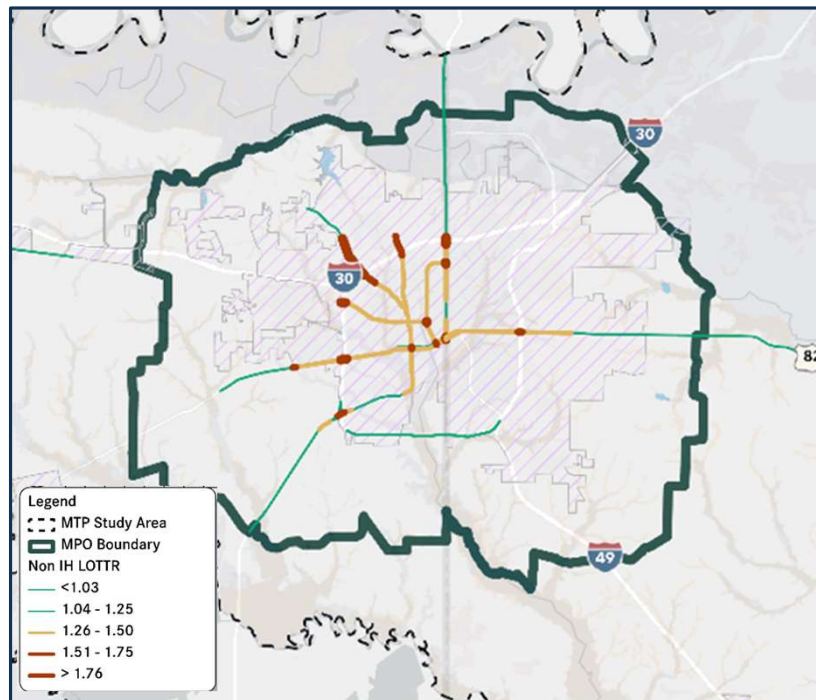 30
30
82
49
Legend
MTP Study Area
MPO Boundary
Non IH LOTTR
<1.03
1.04 - 1.25
1.26 - 1.50
1.51 - 1.75
> 1.76